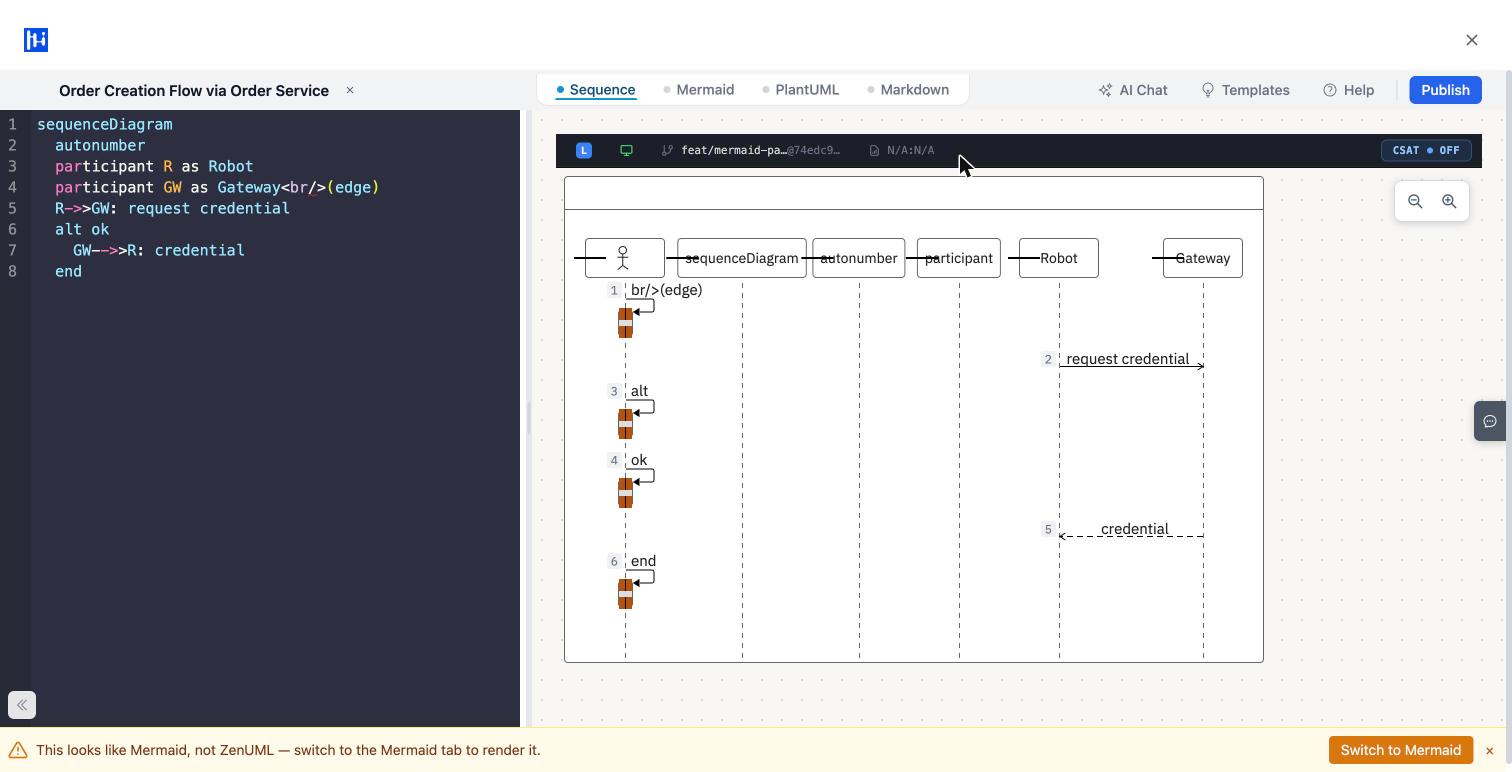 Order Creation Flow via Order Service ×
Sequence
Mermaid
PlantUML
Markdown
AI Chat
Templates
Help
Publish
1 sequenceDiagram
2 autonumber
3 participant R as Robot
4 participant GW as Gateway<br/>(edge)
5 R->>GW: request credential
6 alt ok
7 GW-->>R: credential
8 end
L
feat/mermaid-pa…@74edc9…
N/A:N/A
CSAT ● OFF
sequenceDiagram
autonumber
participant
Robot
Gateway
1 br/>(edge)
2 request credential
3 alt
4 ok
5 credential
6 end
This looks like Mermaid, not ZenUML — switch to the Mermaid tab to render it.
Switch to Mermaid ×